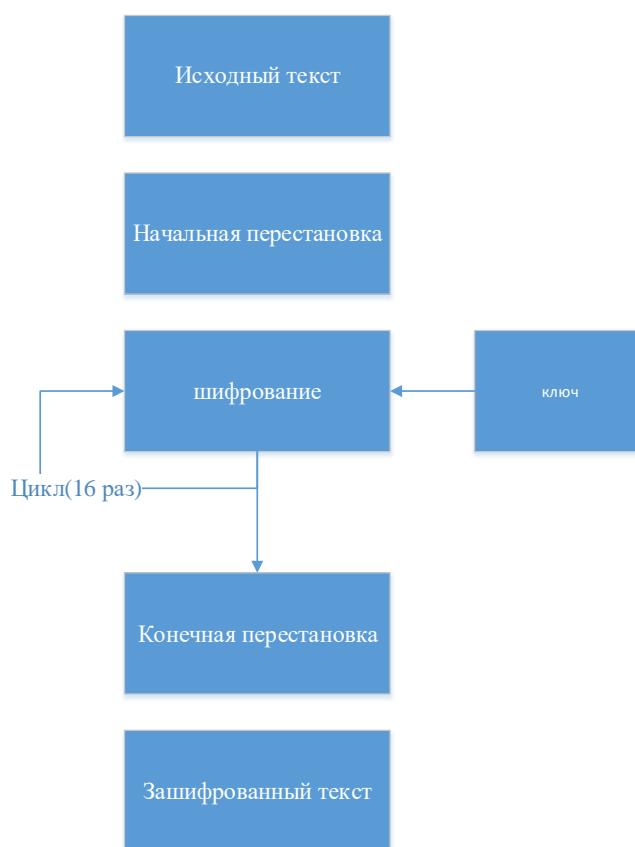 Исходный текст
Начальная перестановка
шифрование
ключ
Цикл(16 раз)
Конечная перестановка
Зашифрованный текст